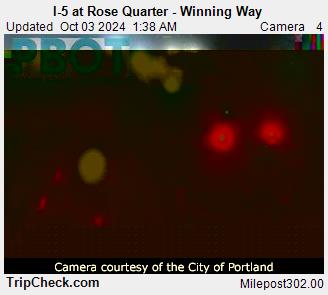 I-5 at Rose Quarter - Winning Way
Updated Oct 03 2024 1:38 AM Camera 4
PBOT
Camera courtesy of the City of Portland
TripCheck.com Milepost302.00